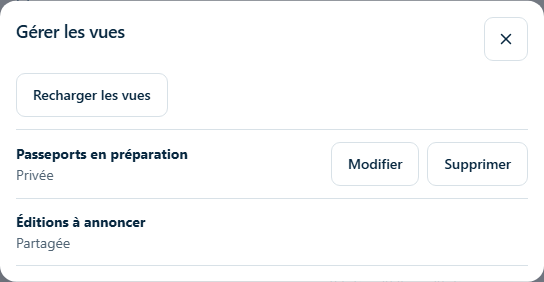 Gérer les vues
Recharger les vues
Passeports en préparation
Privée
Modifier
Supprimer
Éditions à annoncer
Partagée